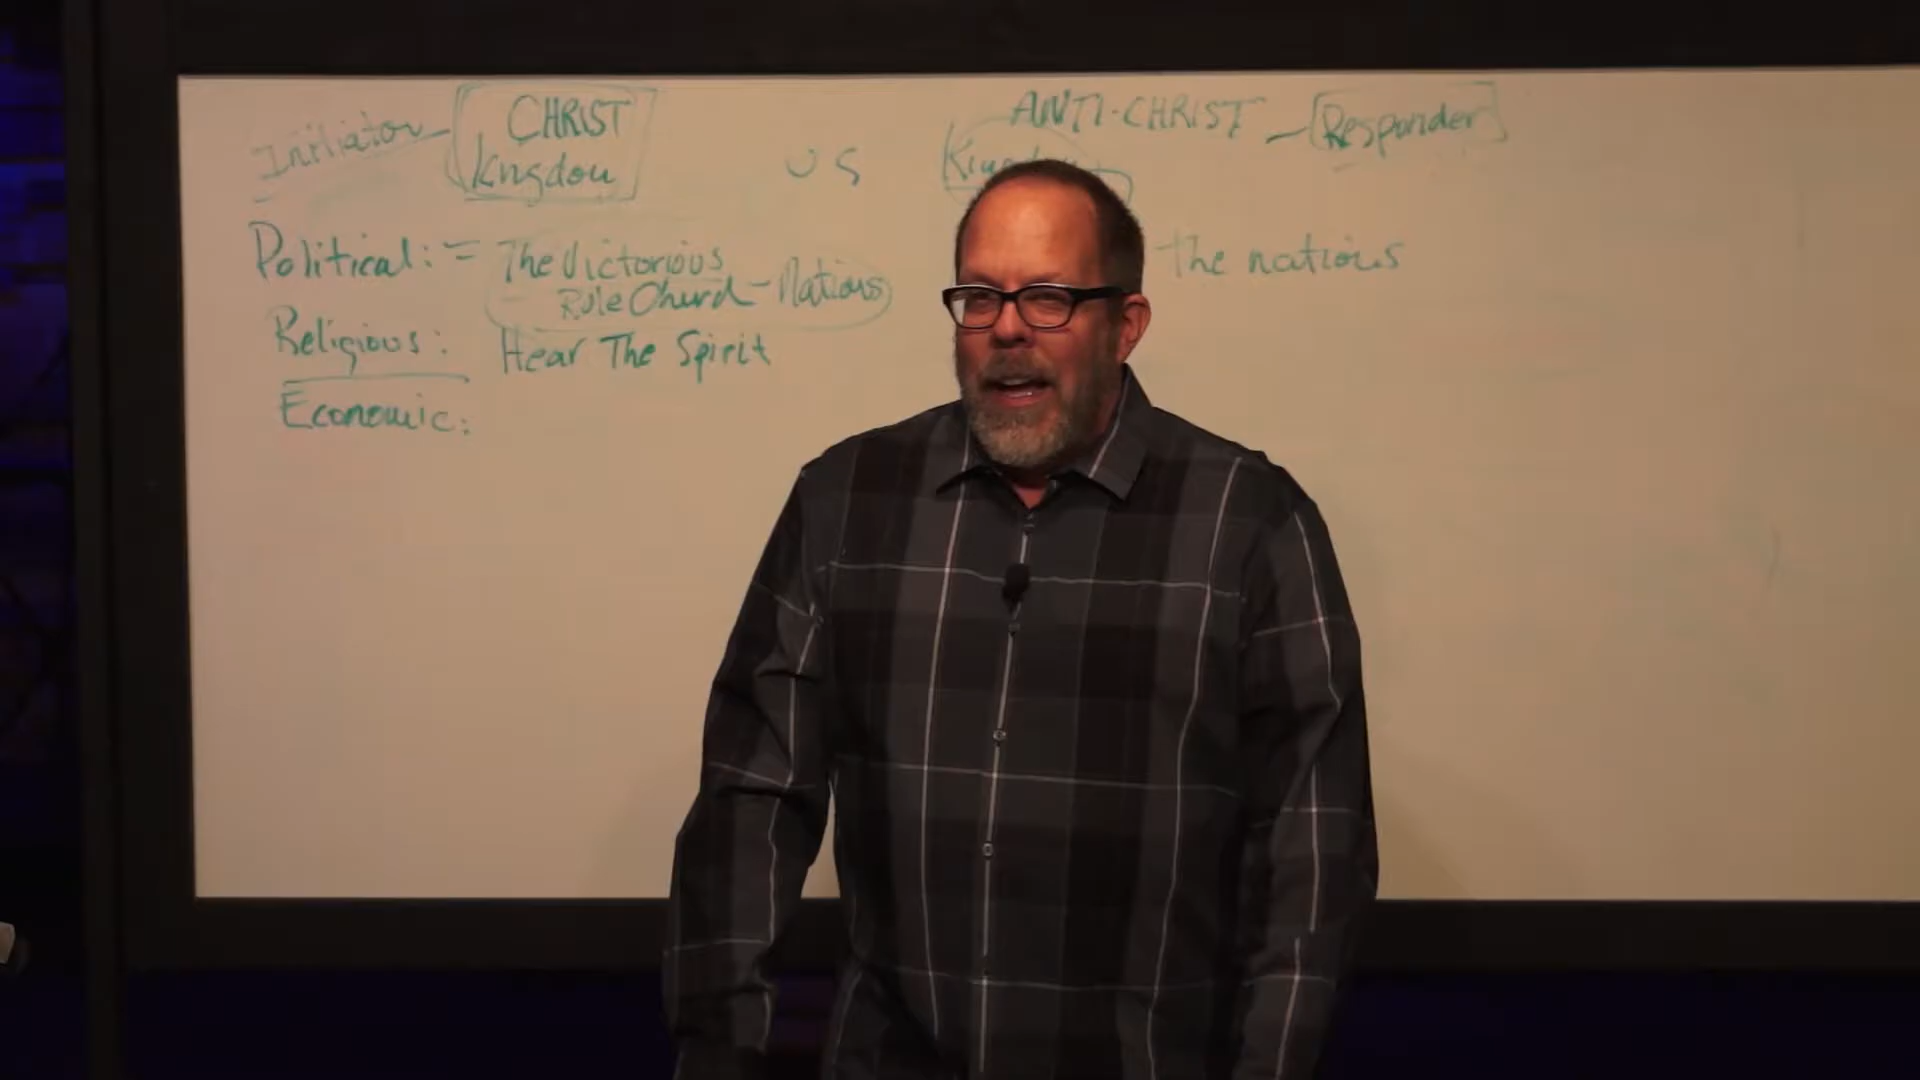 Initiator - CHRIST
Kngdom
vs
ANTI-CHRIST - Responder
Political: = The Victorious
Rule Church - Nations
the nations
Religious: Hear The Spirit
Economic: